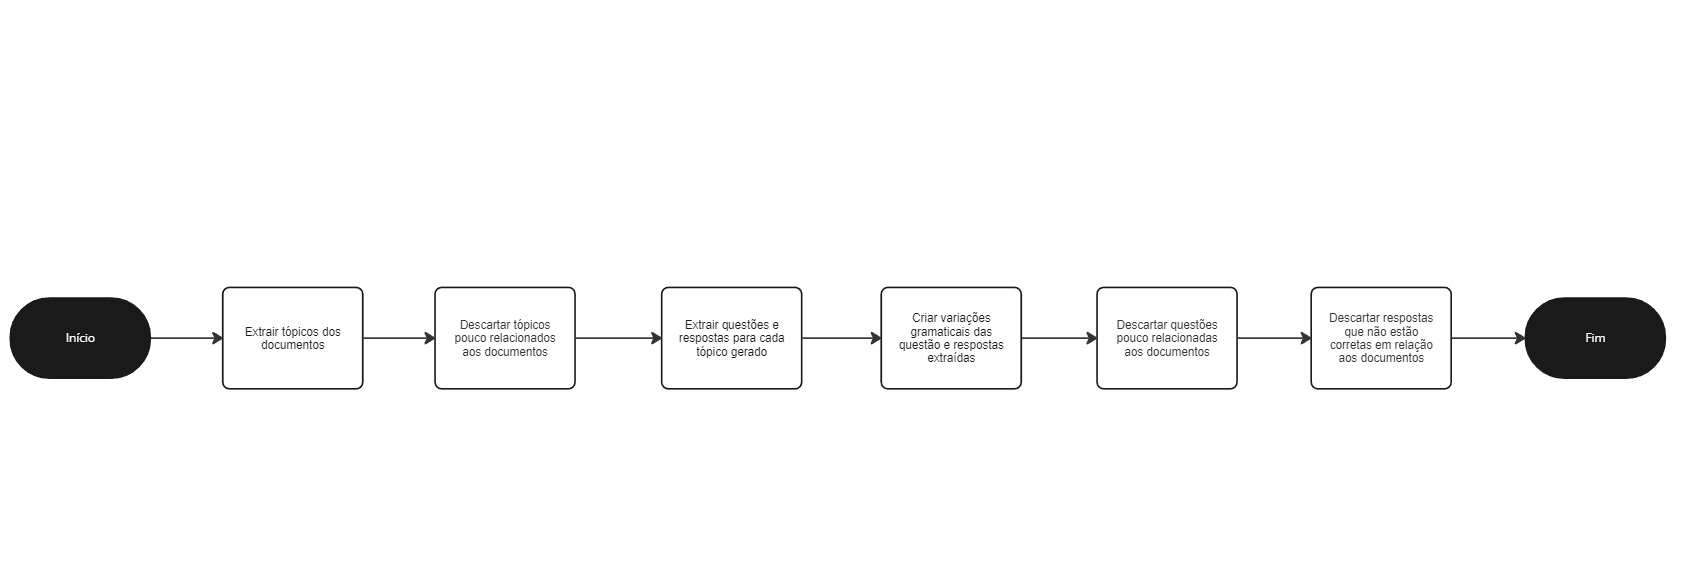 Início
Extrair tópicos dos
documentos
Descartar tópicos
pouco relacionados
aos documentos
Extrair questões e
respostas para cada
tópico gerado
Criar variações
gramaticais das
questão e respostas
extraídas
Descartar questões
pouco relacionadas
aos documentos
Descartar respostas
que não estão
corretas em relação
aos documentos
Fim